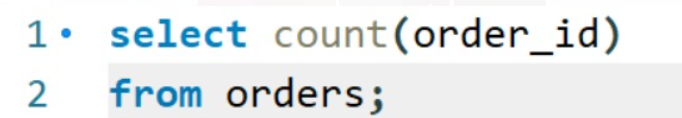 1 select count(order_id)
2 from orders;